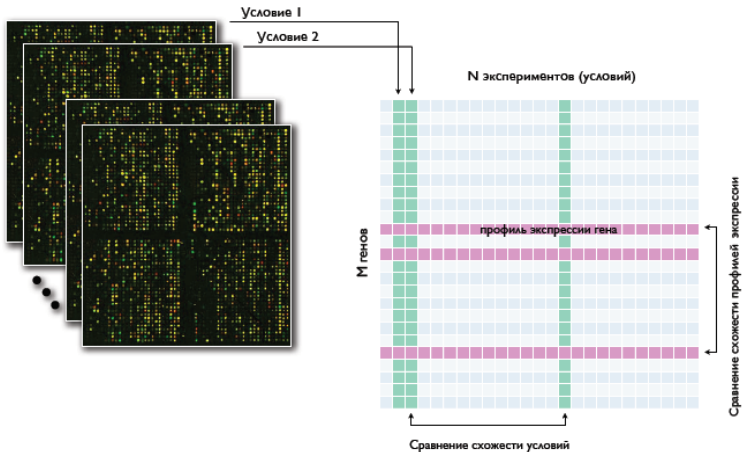 Условие 1
Условие 2
N экспериментов (условий)
профиль экспрессии гена
М генов
Сравнение схожести профилей экспрессии
Сравнение схожести условий